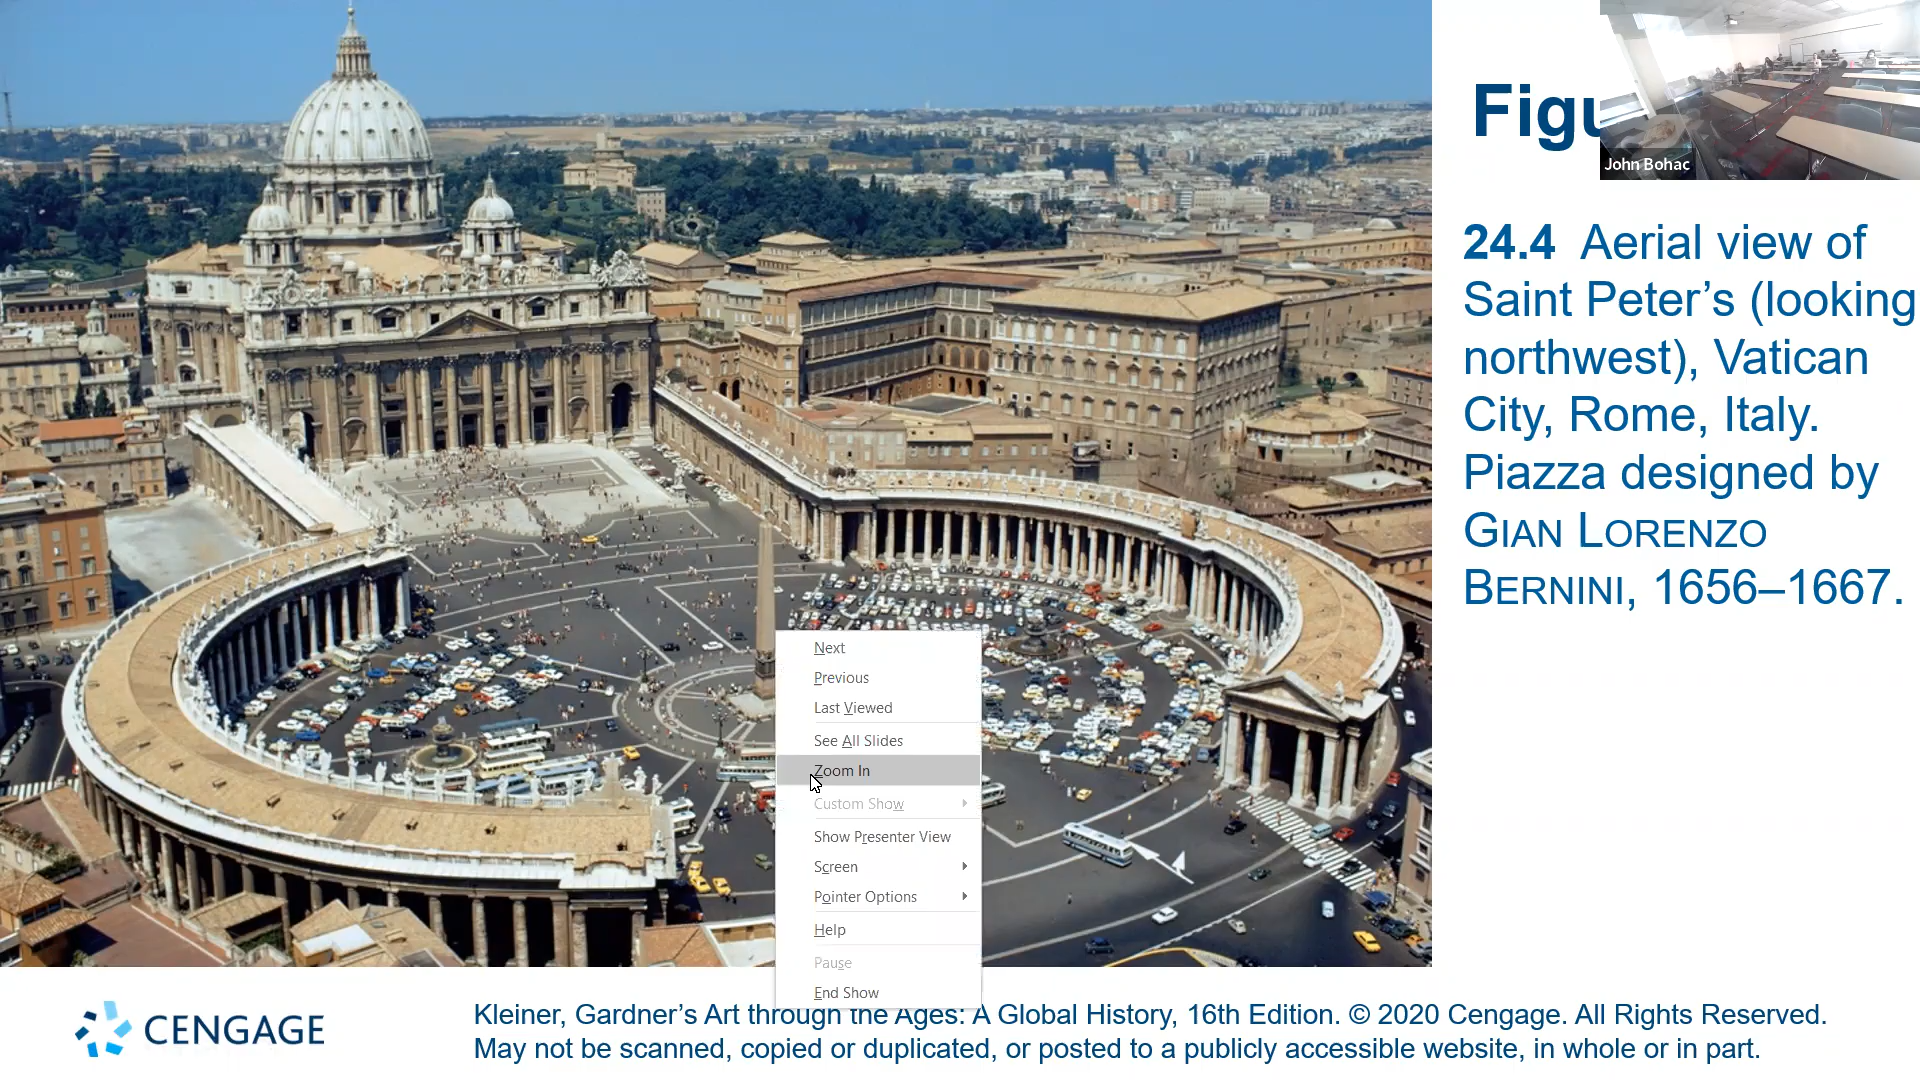 Figu
John Bohac
24.4 Aerial view of
Saint Peter’s (looking
northwest), Vatican
City, Rome, Italy.
Piazza designed by
GIAN LORENZO
BERNINI, 1656–1667.
Next
Previous
Last Viewed
See All Slides
Zoom In
Custom Show
Show Presenter View
Screen
Pointer Options
Help
Pause
End Show
CENGAGE
Kleiner, Gardner’s Art through the Ages: A Global History, 16th Edition. © 2020 Cengage. All Rights Reserved.
May not be scanned, copied or duplicated, or posted to a publicly accessible website, in whole or in part.